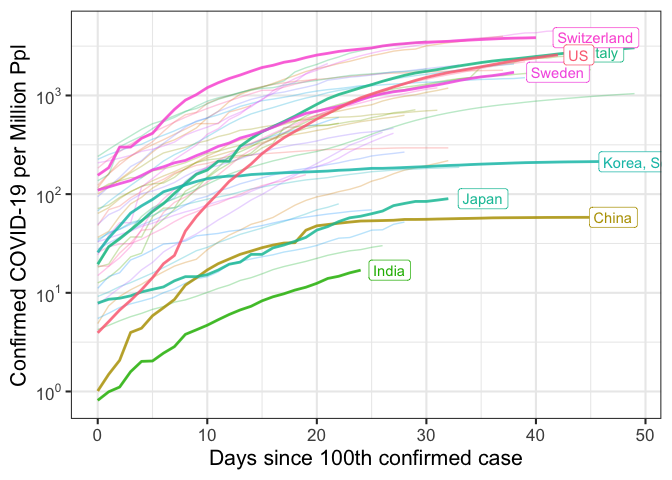 Confirmed COVID-19 per Million Ppl
10³
10²
10¹
10⁰
Switzerland
US
taly
Sweden
Korea, S
Japan
China
India
0 10 20 30 40 50
Days since 100th confirmed case